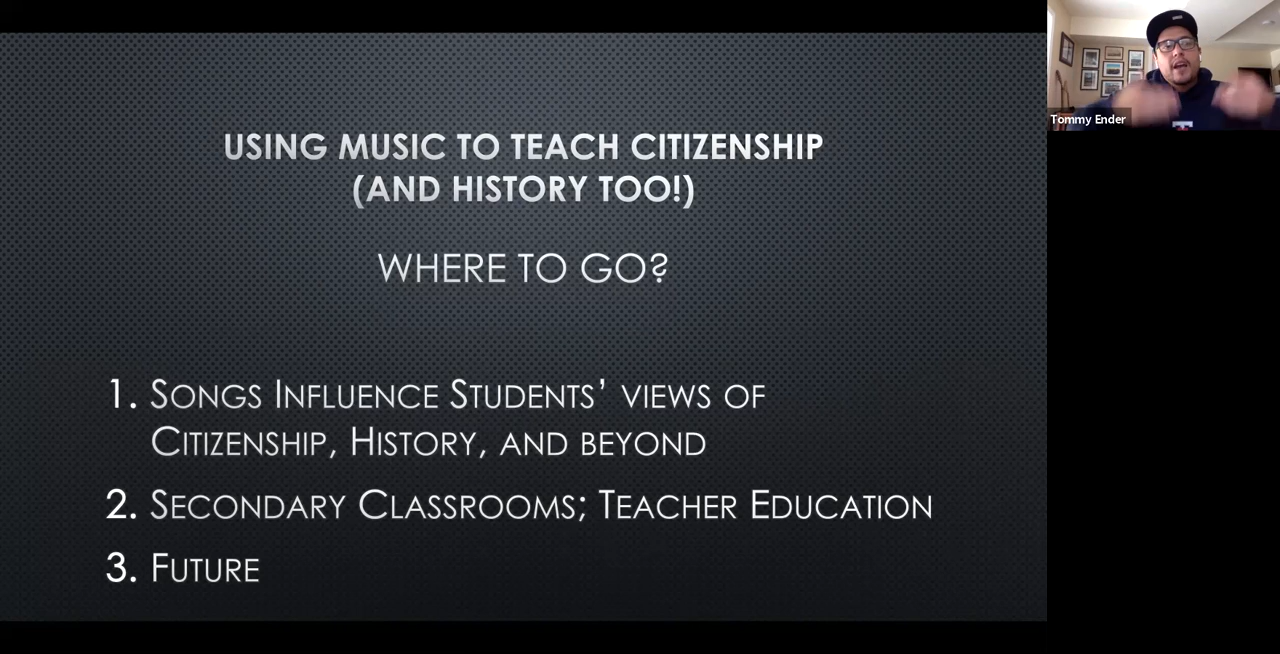 USING MUSIC TO TEACH CITIZENSHIP
(AND HISTORY TOO!)
WHERE TO GO?
1. SONGS INFLUENCE STUDENTS’ VIEWS OF
CITIZENSHIP, HISTORY, AND BEYOND
2. SECONDARY CLASSROOMS; TEACHER EDUCATION
3. FUTURE
Tommy Ender